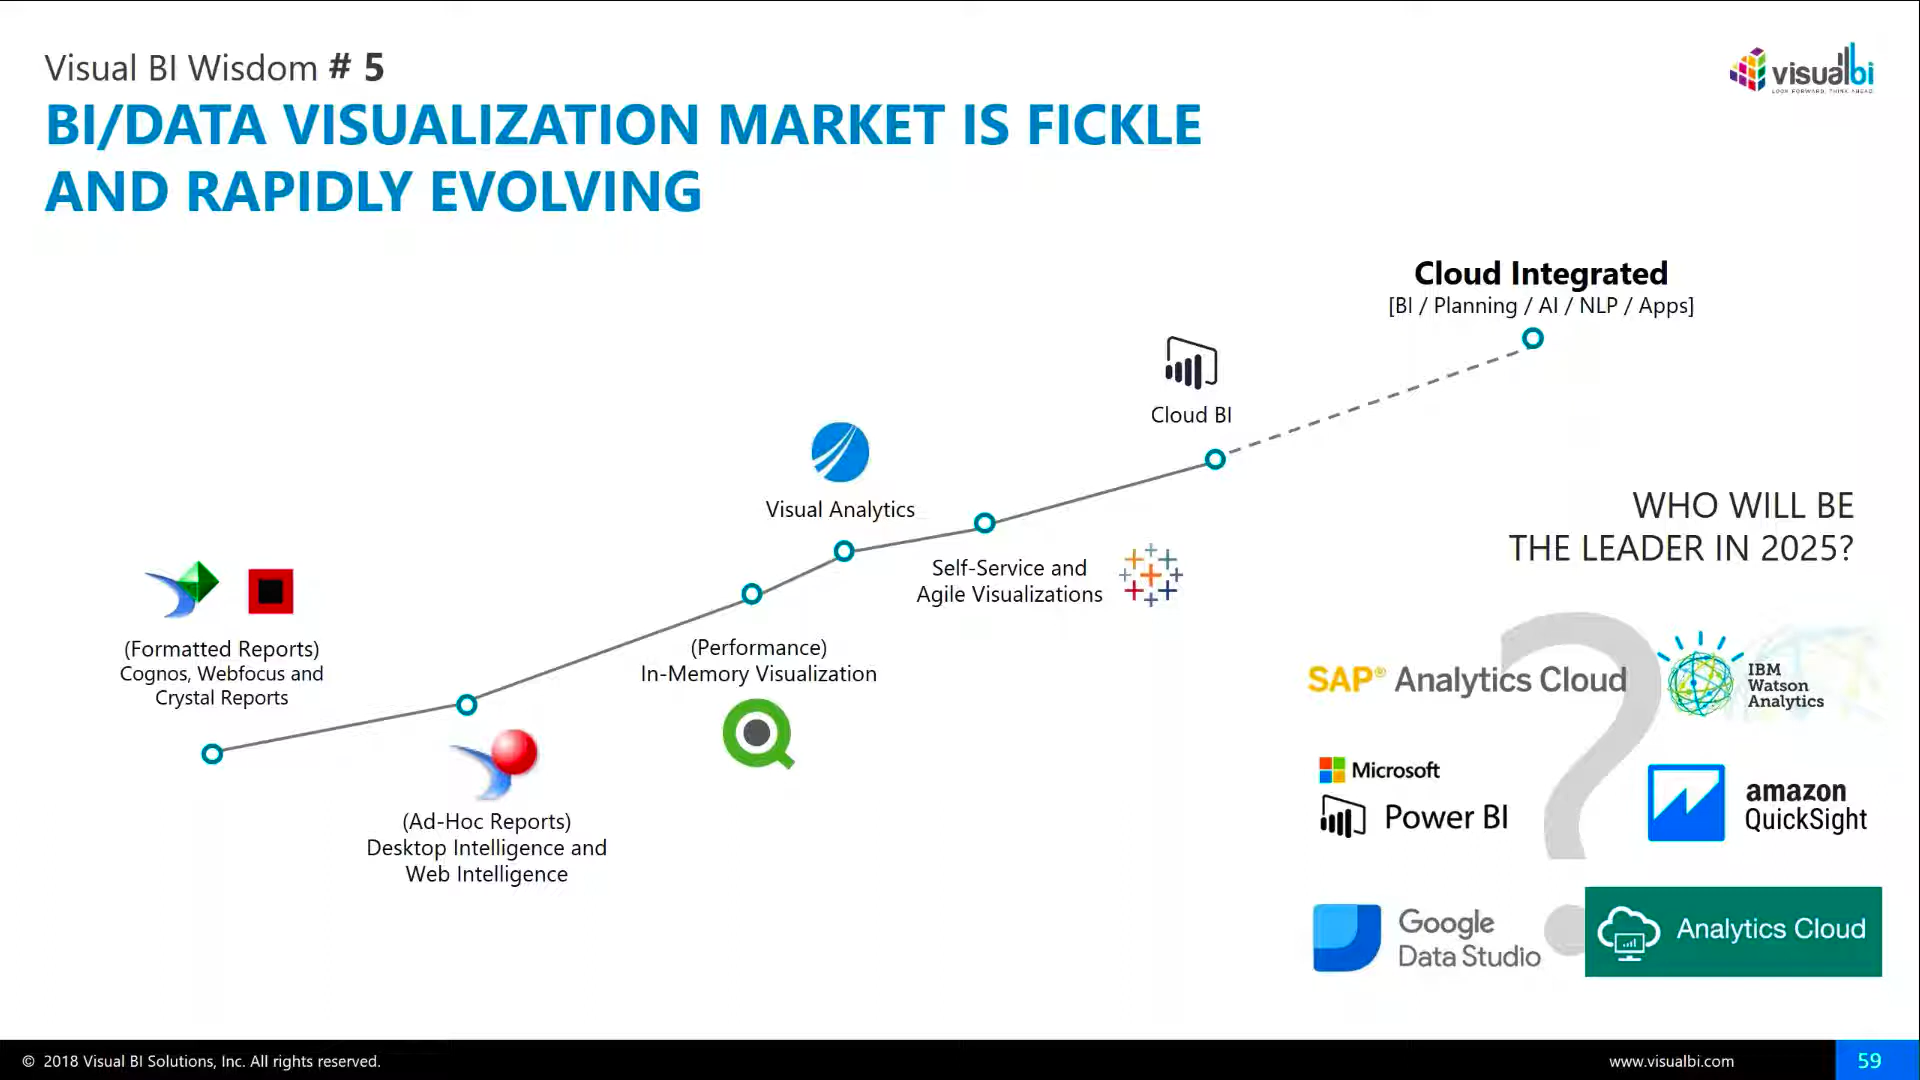 Visual BI Wisdom # 5
BI/DATA VISUALIZATION MARKET IS FICKLE
AND RAPIDLY EVOLVING
visualbi
LOOK FORWARD. THINK AHEAD.
Cloud Integrated
[BI / Planning / AI / NLP / Apps]
Cloud BI
Visual Analytics
Self-Service and
Agile Visualizations
(Formatted Reports)
Cognos, Webfocus and
Crystal Reports
(Performance)
In-Memory Visualization
(Ad-Hoc Reports)
Desktop Intelligence and
Web Intelligence
WHO WILL BE
THE LEADER IN 2025?
?
SAP® Analytics Cloud
IBM
Watson
Analytics
Microsoft
Power BI
amazon
QuickSight
Google
Data Studio
Analytics Cloud
© 2018 Visual BI Solutions, Inc. All rights reserved.
www.visualbi.com
59